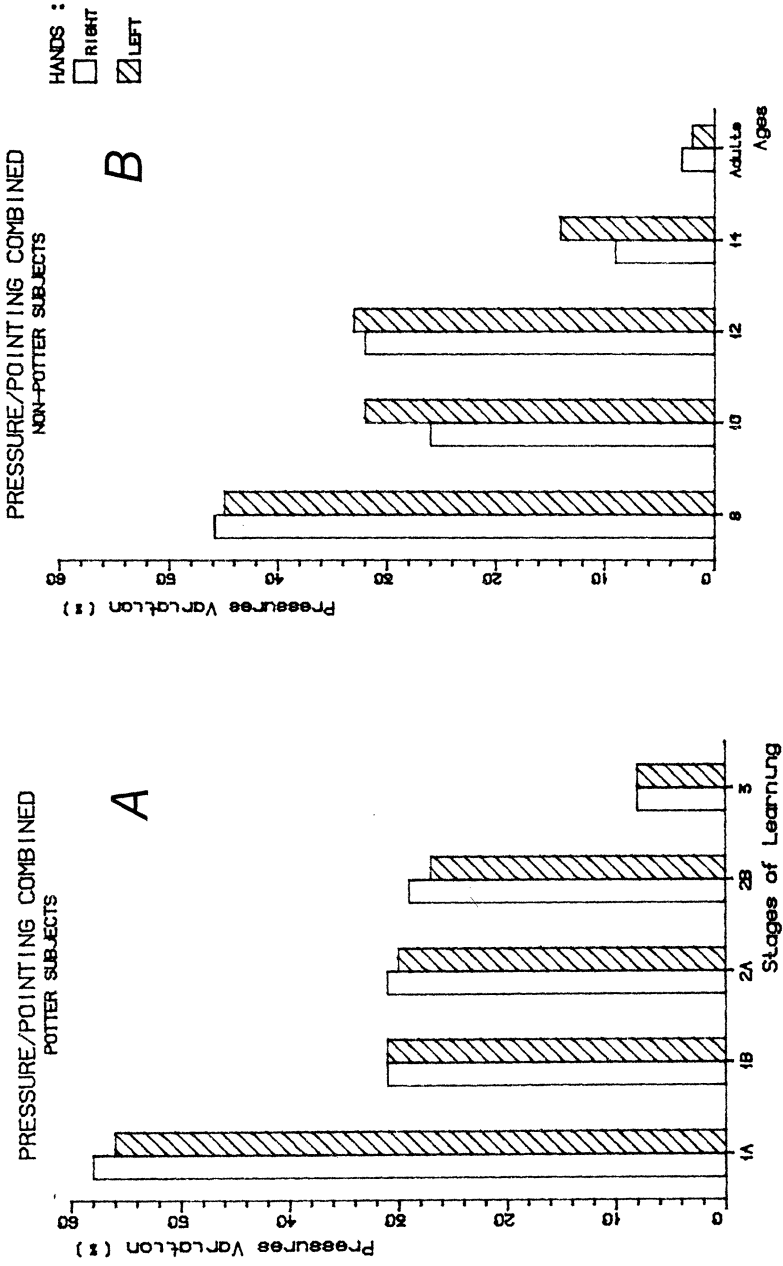 PRESSURE/POINTING COMBINED
POTTER SUBJECTS
A
Pressures Variation (%)
60
50
40
30
20
10
0
1A
1B
2A
2B
3
Stages of Learning
PRESSURE/POINTING COMBINED
NON-POTTER SUBJECTS
B
HANDS :
RIGHT
LEFT
Pressures Variation (%)
60
50
40
30
20
10
0
8
10
12
14
Adults
Ages